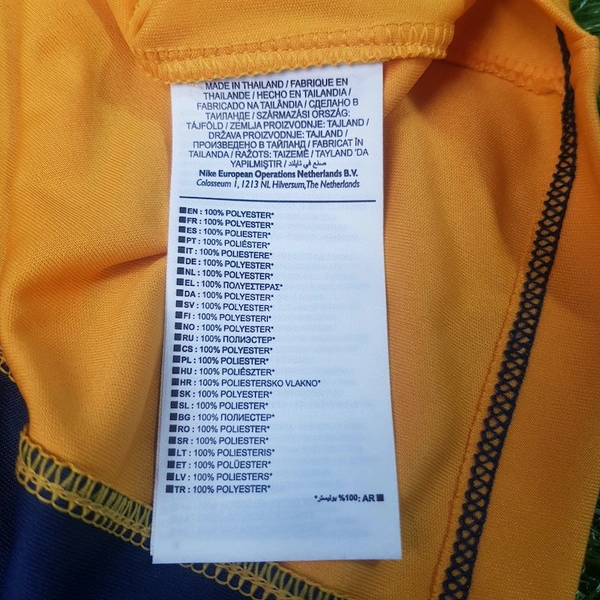 MADE IN THAILAND / FABRIQUE EN
THAILANDE / HECHO EN TAILANDIA /
FABRICADO NA TAILÂNDIA / СДЕЛАНО В
ТАИЛАНДЕ / SZÁRMAZÁSI ORSZÁG:
TÁJFÖLD / ZEMLJA PROIZVODNJE: TAJLAND /
DRŽAVA PROIZVODNJE: TAJLAND /
ПРОИЗВЕДЕНО В ТАЙЛАНД / FABRICAT ÎN
TAILANDA / RAŽOTS: TAIZEMĒ / TAYLAND 'DA
YAPILMIŞTIR / صنع في تايلند
Nike European Operations Netherlands B.V.
Colosseum 1, 1213 NL Hilversum, The Netherlands
EN : 100% POLYESTER*
FR : 100% POLYESTER*
ES : 100% POLIESTER*
PT : 100% POLIÉSTER*
IT : 100% POLIESTERE*
DE : 100% POLYESTER*
NL : 100% POLYESTER*
EL : 100% ΠΟΛΥΕΣΤΕΡΑΣ*
DA : 100% POLYESTER*
SV : 100% POLYESTER*
FI : 100% POLYESTERI*
NO : 100% POLYESTER*
RU : 100% ПОЛИЭСТЕР*
CS : 100% POLYESTER*
PL : 100% POLIESTER*
HU : 100% POLIÉSZTER*
HR : 100% POLIESTERSKO VLAKNO*
SK : 100% POLYESTER*
SL : 100% POLIESTER*
BG : 100% ПОЛИЕСТЕР*
RO : 100% POLIESTER*
SR : 100% POLIESTER*
LT : 100% POLIESTERIS*
ET : 100% POLÜESTER*
LV : 100% POLIESTERS*
TR : 100% POLYESTER*
AR :100% بوليستر*